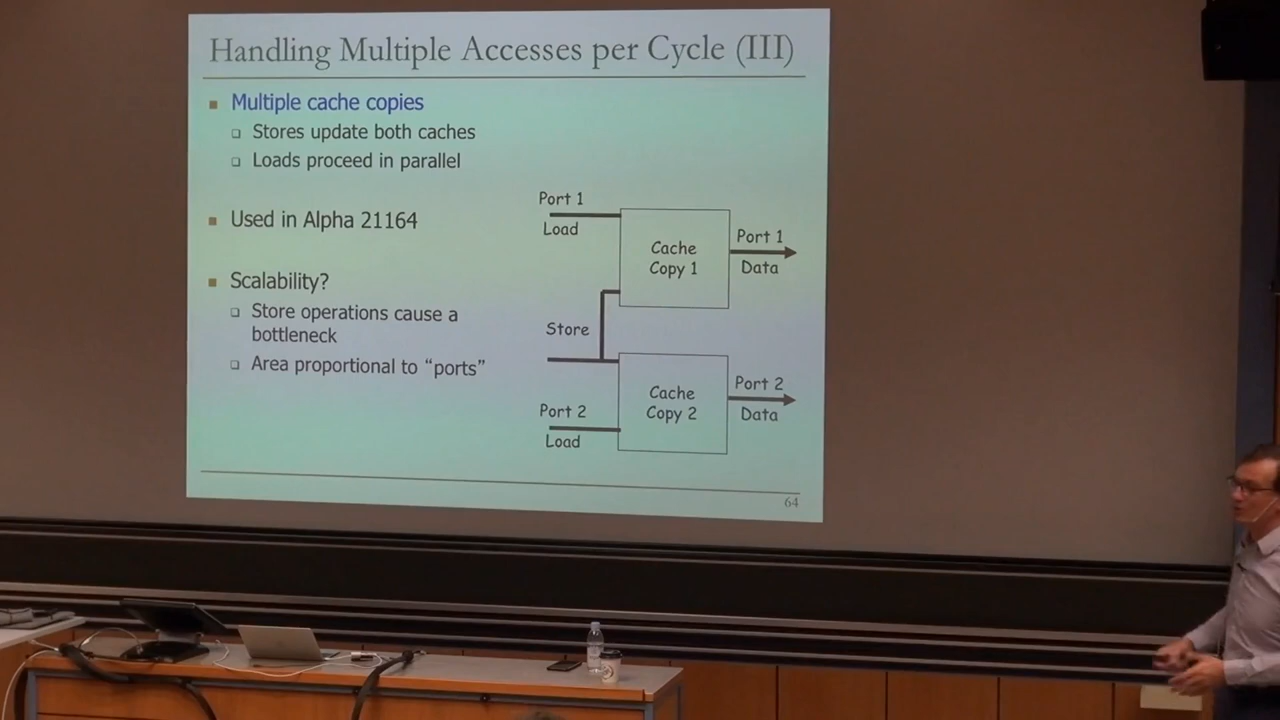 Handling Multiple Accesses per Cycle (III)
Multiple cache copies
Stores update both caches
Loads proceed in parallel
Used in Alpha 21164
Scalability?
Store operations cause a
bottleneck
Area proportional to “ports”
Port 1
Load
Cache
Copy 1
Port 1
Data
Store
Cache
Copy 2
Port 2
Data
Port 2
Load
64